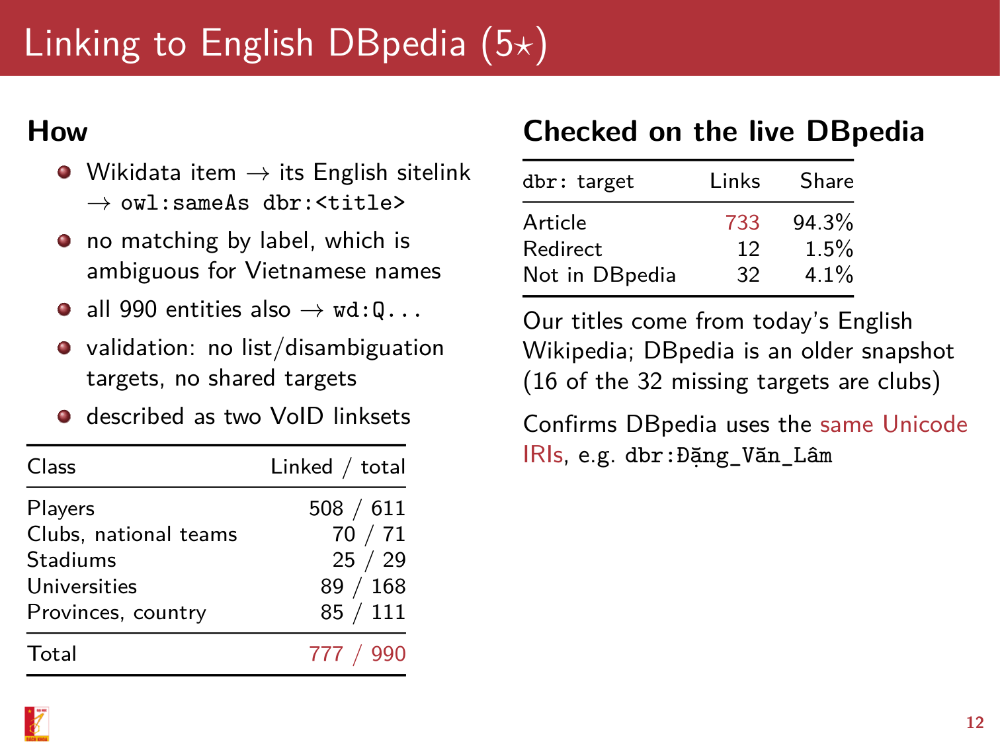 Linking to English DBpedia (5⋆)
How
Wikidata item → its English sitelink
→ owl:sameAs dbr:<title>
no matching by label, which is
ambiguous for Vietnamese names
all 990 entities also → wd:Q...
validation: no list/disambiguation
targets, no shared targets
described as two VoID linksets
Class Linked / total
Players 508 / 611
Clubs, national teams 70 / 71
Stadiums 25 / 29
Universities 89 / 168
Provinces, country 85 / 111
Total 777 / 990
Checked on the live DBpedia
dbr: target Links Share
Article 733 94.3%
Redirect 12 1.5%
Not in DBpedia 32 4.1%
Our titles come from today's English
Wikipedia; DBpedia is an older snapshot
(16 of the 32 missing targets are clubs)
Confirms DBpedia uses the same Unicode
IRIs, e.g. dbr:Đặng_Văn_Lâm
ĐẠI HỌC
BÁCH KHOA
12